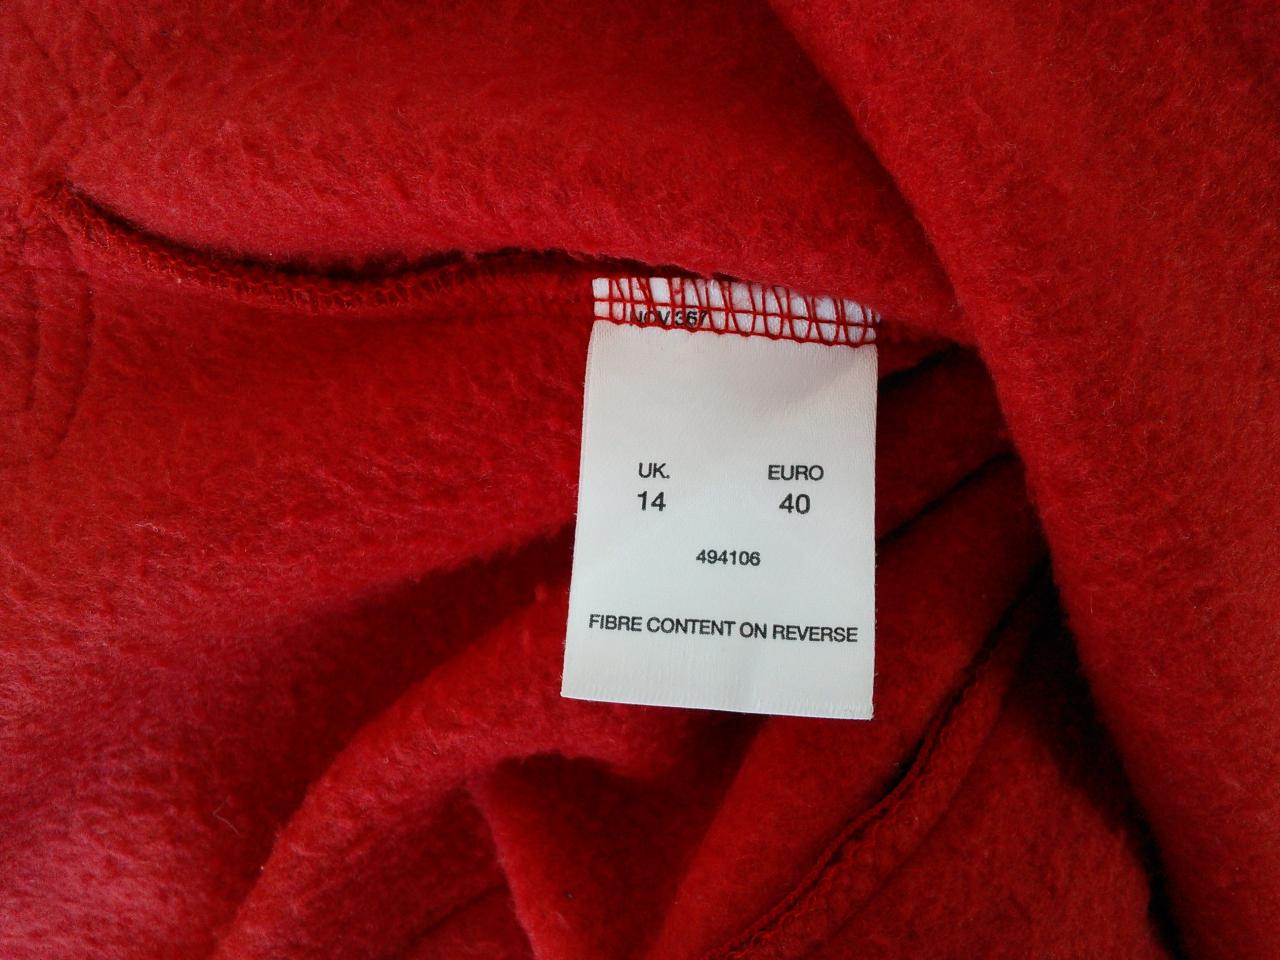 UK. EURO
14 40
494106
FIBRE CONTENT ON REVERSE